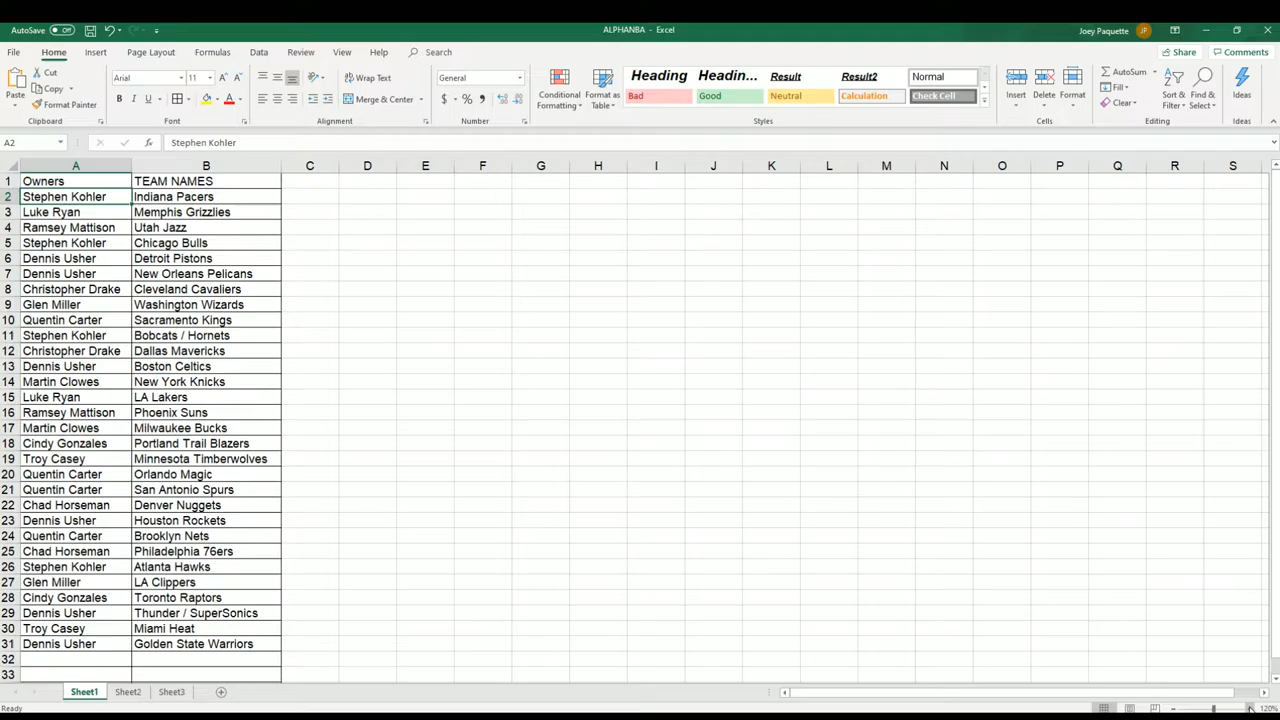 AutoSave Off ALPHANBA - Excel Joey Paquette JP
File Home Insert Page Layout Formulas Data Review View Help Search Share Comments
Paste Cut Copy Format Painter Clipboard
Arial 11 B I U A A A Font
Wrap Text Merge & Center Alignment
General $ % Number
Conditional Formatting Format as Table
Heading Headin... Result Result2 Normal
Bad Good Neutral Calculation Check Cell
Styles
Insert Delete Format Cells
AutoSum Fill Clear Sort & Filter Find & Select Editing
Ideas Ideas
A2 fx Stephen Kohler
A B C D E F G H I J K L M N O P Q R S
1 Owners TEAM NAMES
2 Stephen Kohler Indiana Pacers
3 Luke Ryan Memphis Grizzlies
4 Ramsey Mattison Utah Jazz
5 Stephen Kohler Chicago Bulls
6 Dennis Usher Detroit Pistons
7 Dennis Usher New Orleans Pelicans
8 Christopher Drake Cleveland Cavaliers
9 Glen Miller Washington Wizards
10 Quentin Carter Sacramento Kings
11 Stephen Kohler Bobcats / Hornets
12 Christopher Drake Dallas Mavericks
13 Dennis Usher Boston Celtics
14 Martin Clowes New York Knicks
15 Luke Ryan LA Lakers
16 Ramsey Mattison Phoenix Suns
17 Martin Clowes Milwaukee Bucks
18 Cindy Gonzales Portland Trail Blazers
19 Troy Casey Minnesota Timberwolves
20 Quentin Carter Orlando Magic
21 Quentin Carter San Antonio Spurs
22 Chad Horseman Denver Nuggets
23 Dennis Usher Houston Rockets
24 Quentin Carter Brooklyn Nets
25 Chad Horseman Philadelphia 76ers
26 Stephen Kohler Atlanta Hawks
27 Glen Miller LA Clippers
28 Cindy Gonzales Toronto Raptors
29 Dennis Usher Thunder / SuperSonics
30 Troy Casey Miami Heat
31 Dennis Usher Golden State Warriors
32
33
Sheet1 Sheet2 Sheet3
Ready 120%